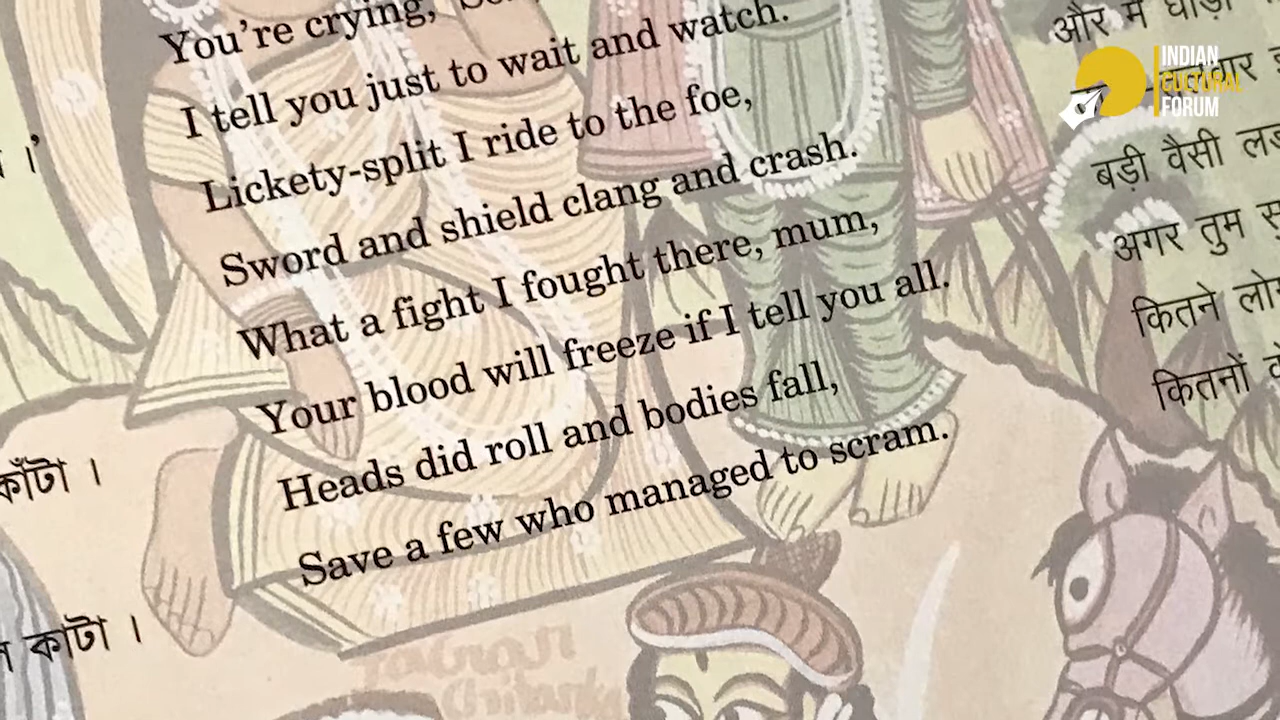 You're crying,
I tell you just to wait and watch.
Lickety-split I ride to the foe,
Sword and shield clang and crash.
What a fight I fought there, mum,
Your blood will freeze if I tell you all.
Heads did roll and bodies fall,
Save a few who managed to scram.
और में घोड़ा
बड़ी वैसी
अगर तुम
कितने
कितनों
কাঁটা ।
কাটা ।
INDIAN
CULTURAL
FORUM